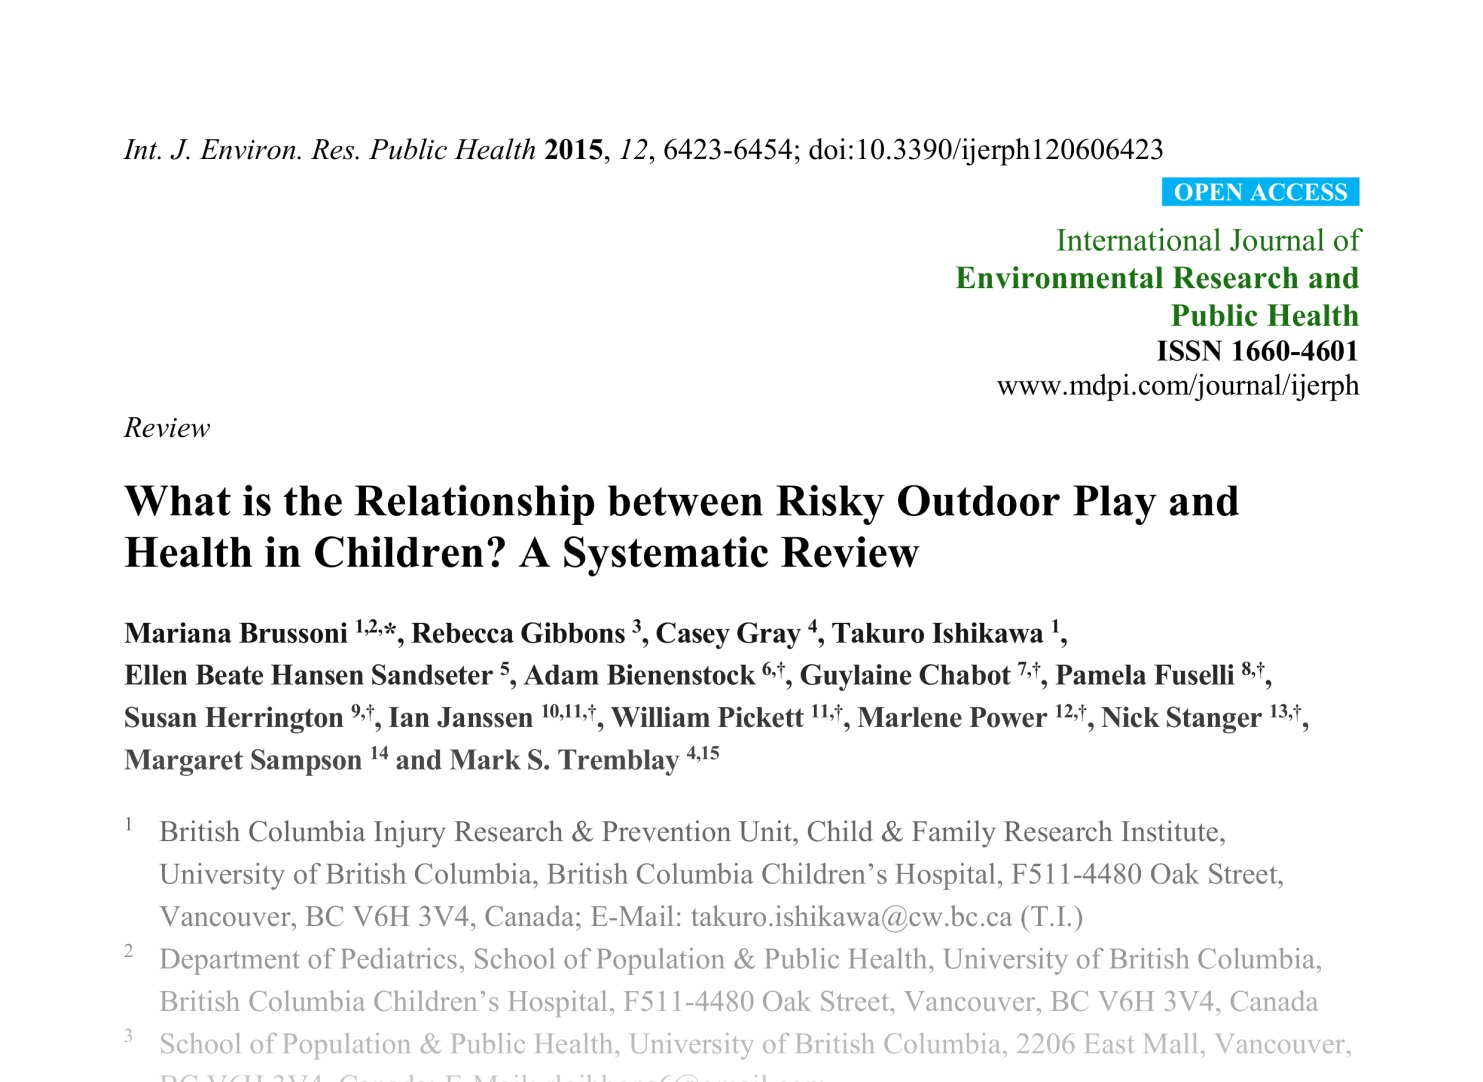 Int. J. Environ. Res. Public Health 2015, 12, 6423-6454; doi:10.3390/ijerph120606423
OPEN ACCESS
International Journal of
Environmental Research and
Public Health
ISSN 1660-4601
www.mdpi.com/journal/ijerph
Review
What is the Relationship between Risky Outdoor Play and
Health in Children? A Systematic Review
Mariana Brussoni 1,2,*, Rebecca Gibbons 3, Casey Gray 4, Takuro Ishikawa 1,
Ellen Beate Hansen Sandseter 5, Adam Bienenstock 6,†, Guylaine Chabot 7,†, Pamela Fuselli 8,†,
Susan Herrington 9,†, Ian Janssen 10,11,†, William Pickett 11,†, Marlene Power 12,†, Nick Stanger 13,†,
Margaret Sampson 14 and Mark S. Tremblay 4,15
1 British Columbia Injury Research & Prevention Unit, Child & Family Research Institute,
University of British Columbia, British Columbia Children’s Hospital, F511-4480 Oak Street,
Vancouver, BC V6H 3V4, Canada; E-Mail: takuro.ishikawa@cw.bc.ca (T.I.)
2 Department of Pediatrics, School of Population & Public Health, University of British Columbia,
British Columbia Children’s Hospital, F511-4480 Oak Street, Vancouver, BC V6H 3V4, Canada
3 School of Population & Public Health, University of British Columbia, 2206 East Mall, Vancouver,